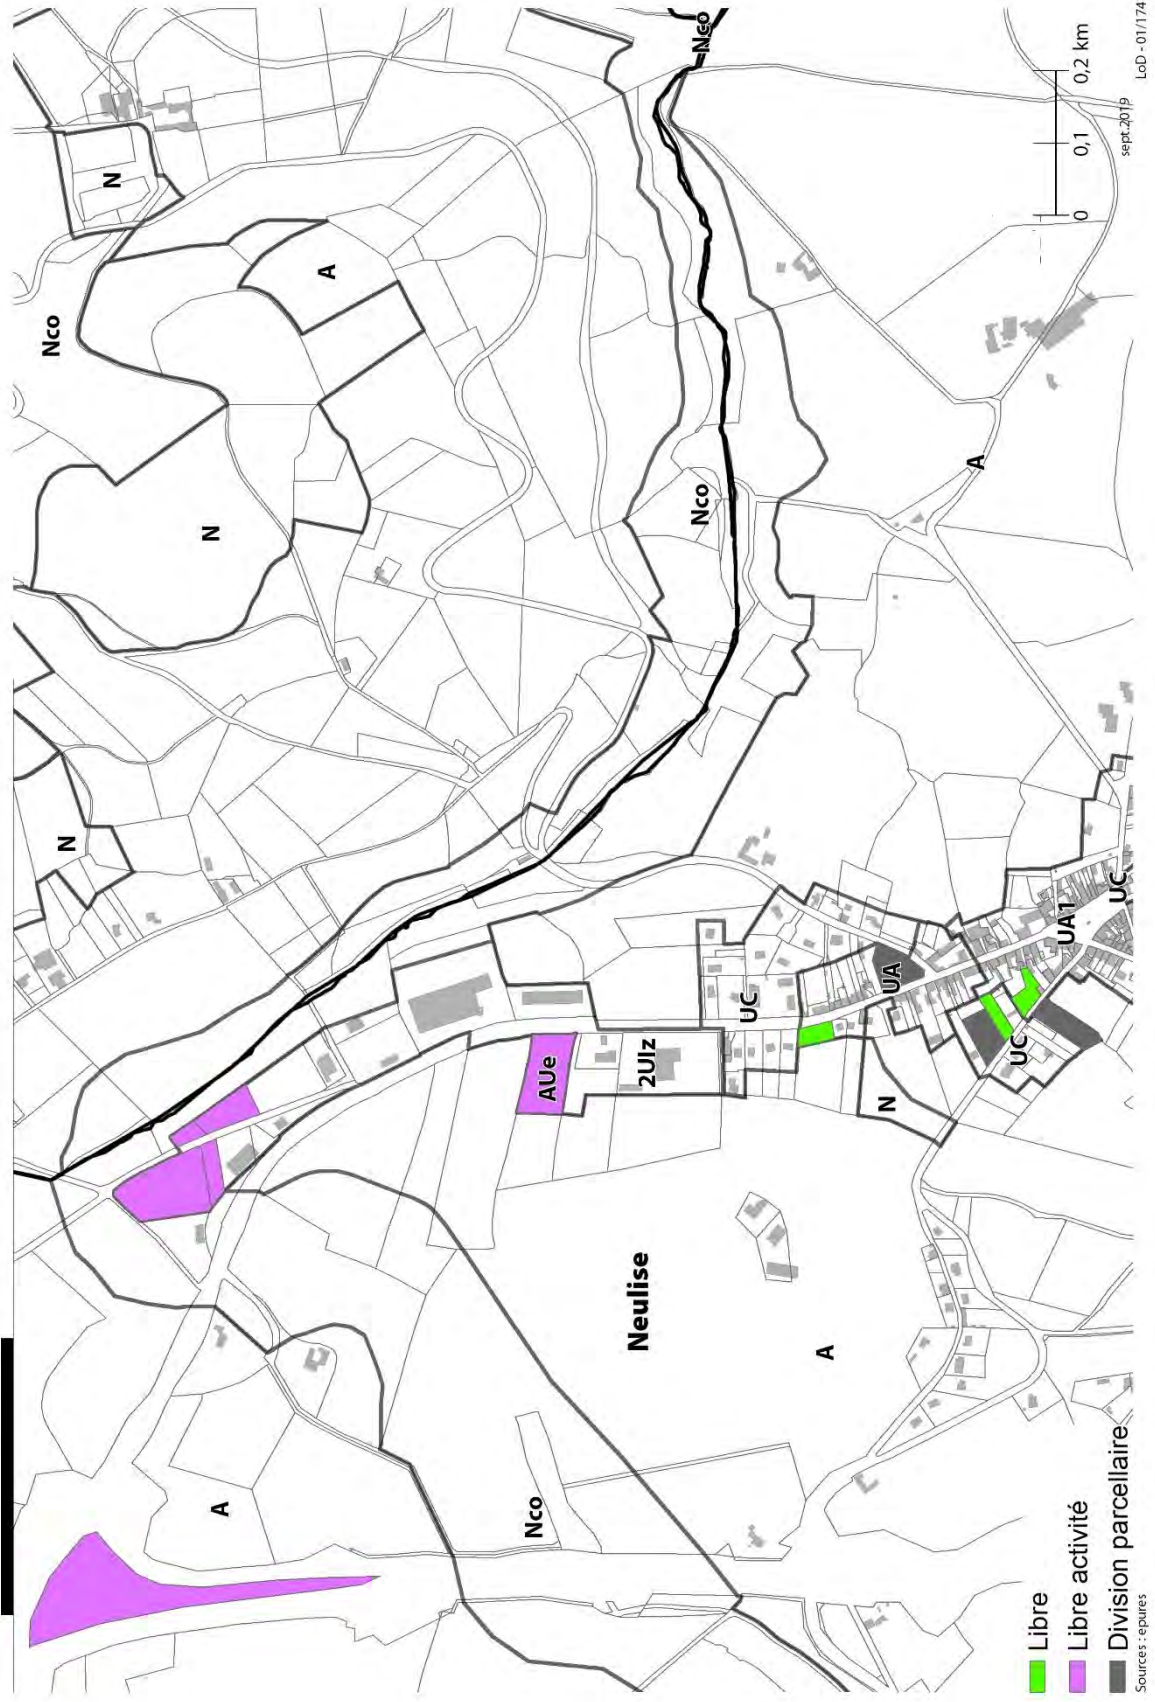 Nco
N
Nco
A
N
Nco
N
A
AUe
2UIz
UC
UA
UA1
UC
N
UC
Neulise
A
A
Nco
Libre
Libre activité
Division parcellaire
Sources : epures
0 0,1 0,2 km
sept.2019
LoD - 01/174